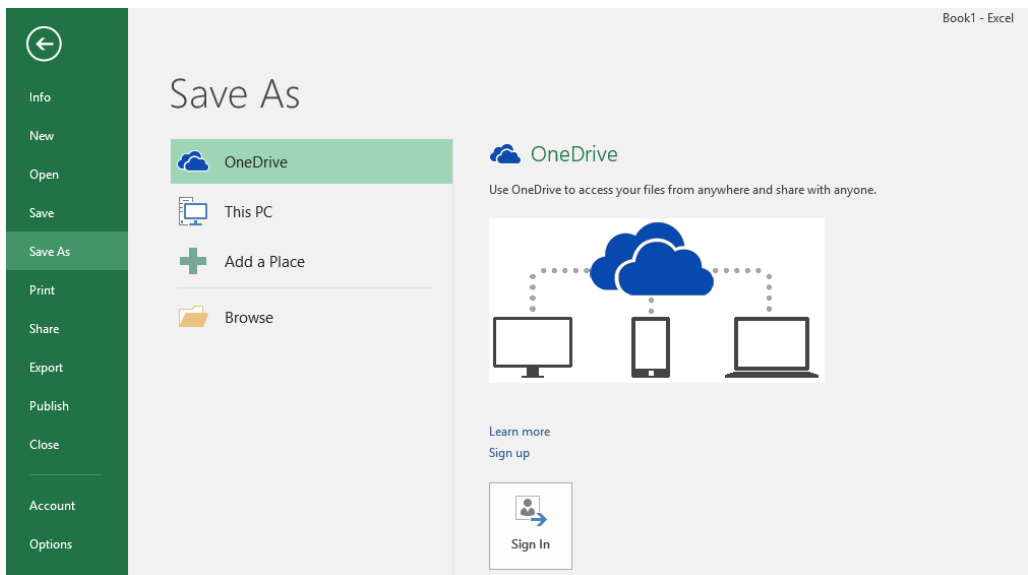 Book1 - Excel
Info
New
Open
Save
Save As
Print
Share
Export
Publish
Close
Account
Options
Save As
OneDrive
This PC
Add a Place
Browse
OneDrive
Use OneDrive to access your files from anywhere and share with anyone.
Learn more
Sign up
Sign In